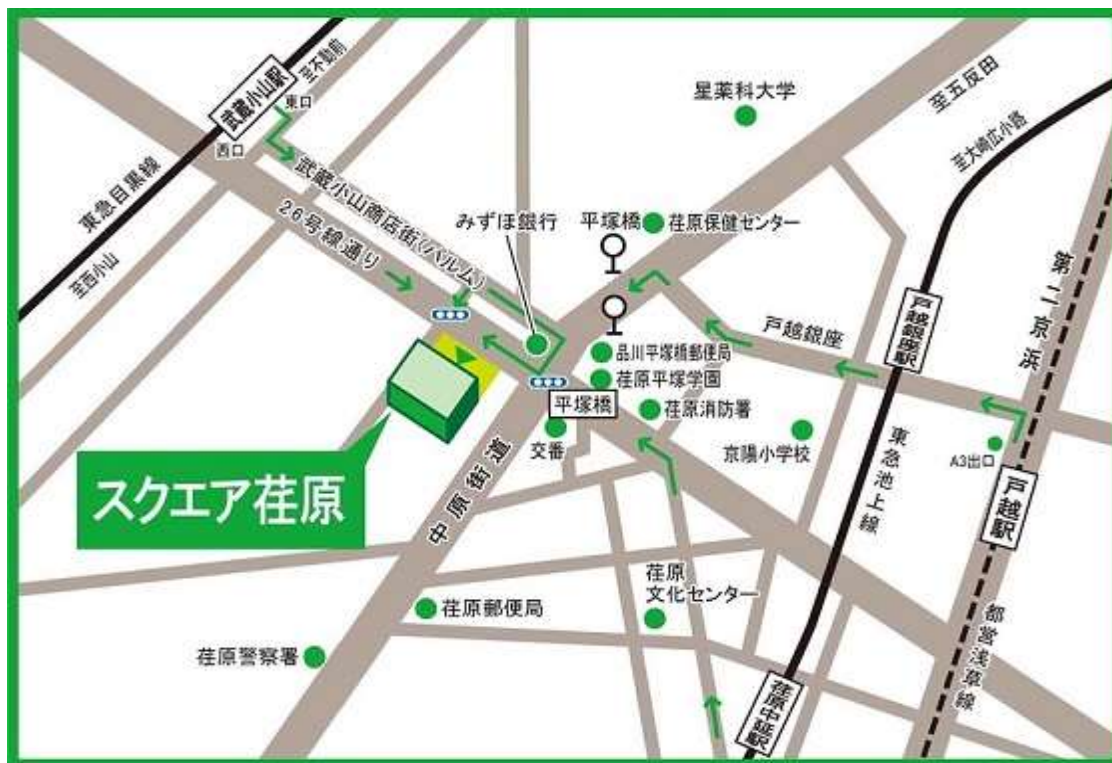 武蔵小山駅
至不動前
東口
西口
東急目黒線
至西小山
武蔵小山商店街(パルム)
26号線通り
みずほ銀行
平塚橋
荏原保健センター
星薬科大学
至五反田
至大崎広小路
第二京浜
戸越銀座駅
戸越銀座
品川平塚橋郵便局
荏原平塚学園
平塚橋
荏原消防署
交番
京陽小学校
東急池上線
A3出口
戸越駅
スクエア荏原
中原街道
荏原
文化センター
荏原郵便局
荏原警察署
荏原中延駅
都営浅草線